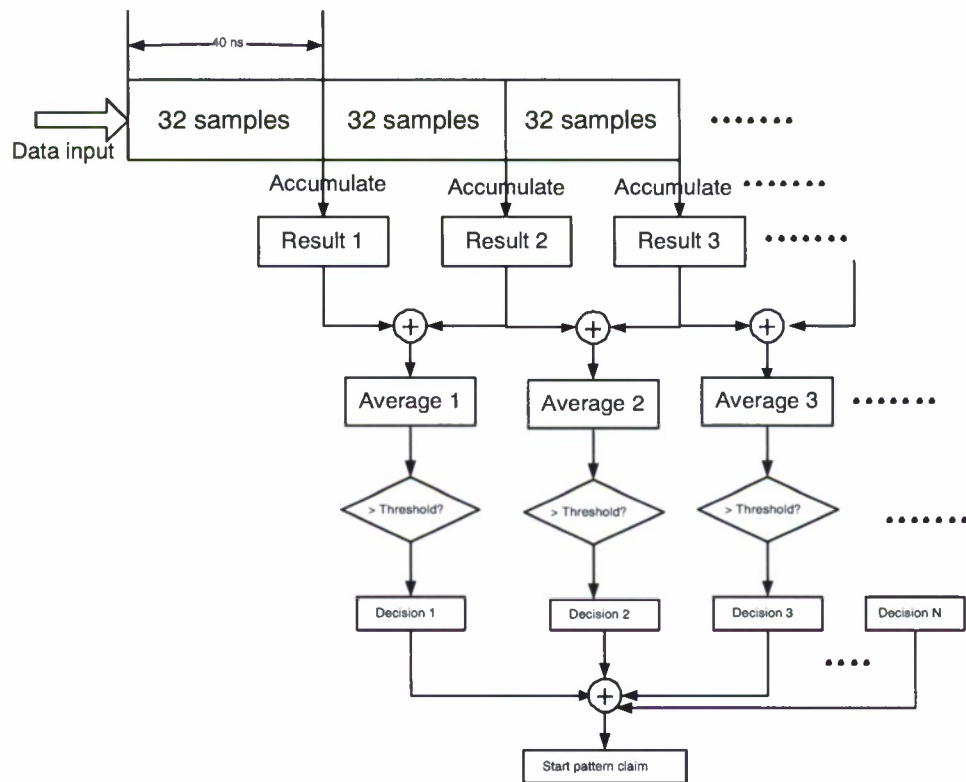 40 ns
32 samples 32 samples 32 samples
Data input
Accumulate Accumulate Accumulate
Result 1 Result 2 Result 3
+ + +
Average 1 Average 2 Average 3
> Threshold? > Threshold? > Threshold?
Decision 1 Decision 2 Decision 3 Decision N
+
Start pattern claim